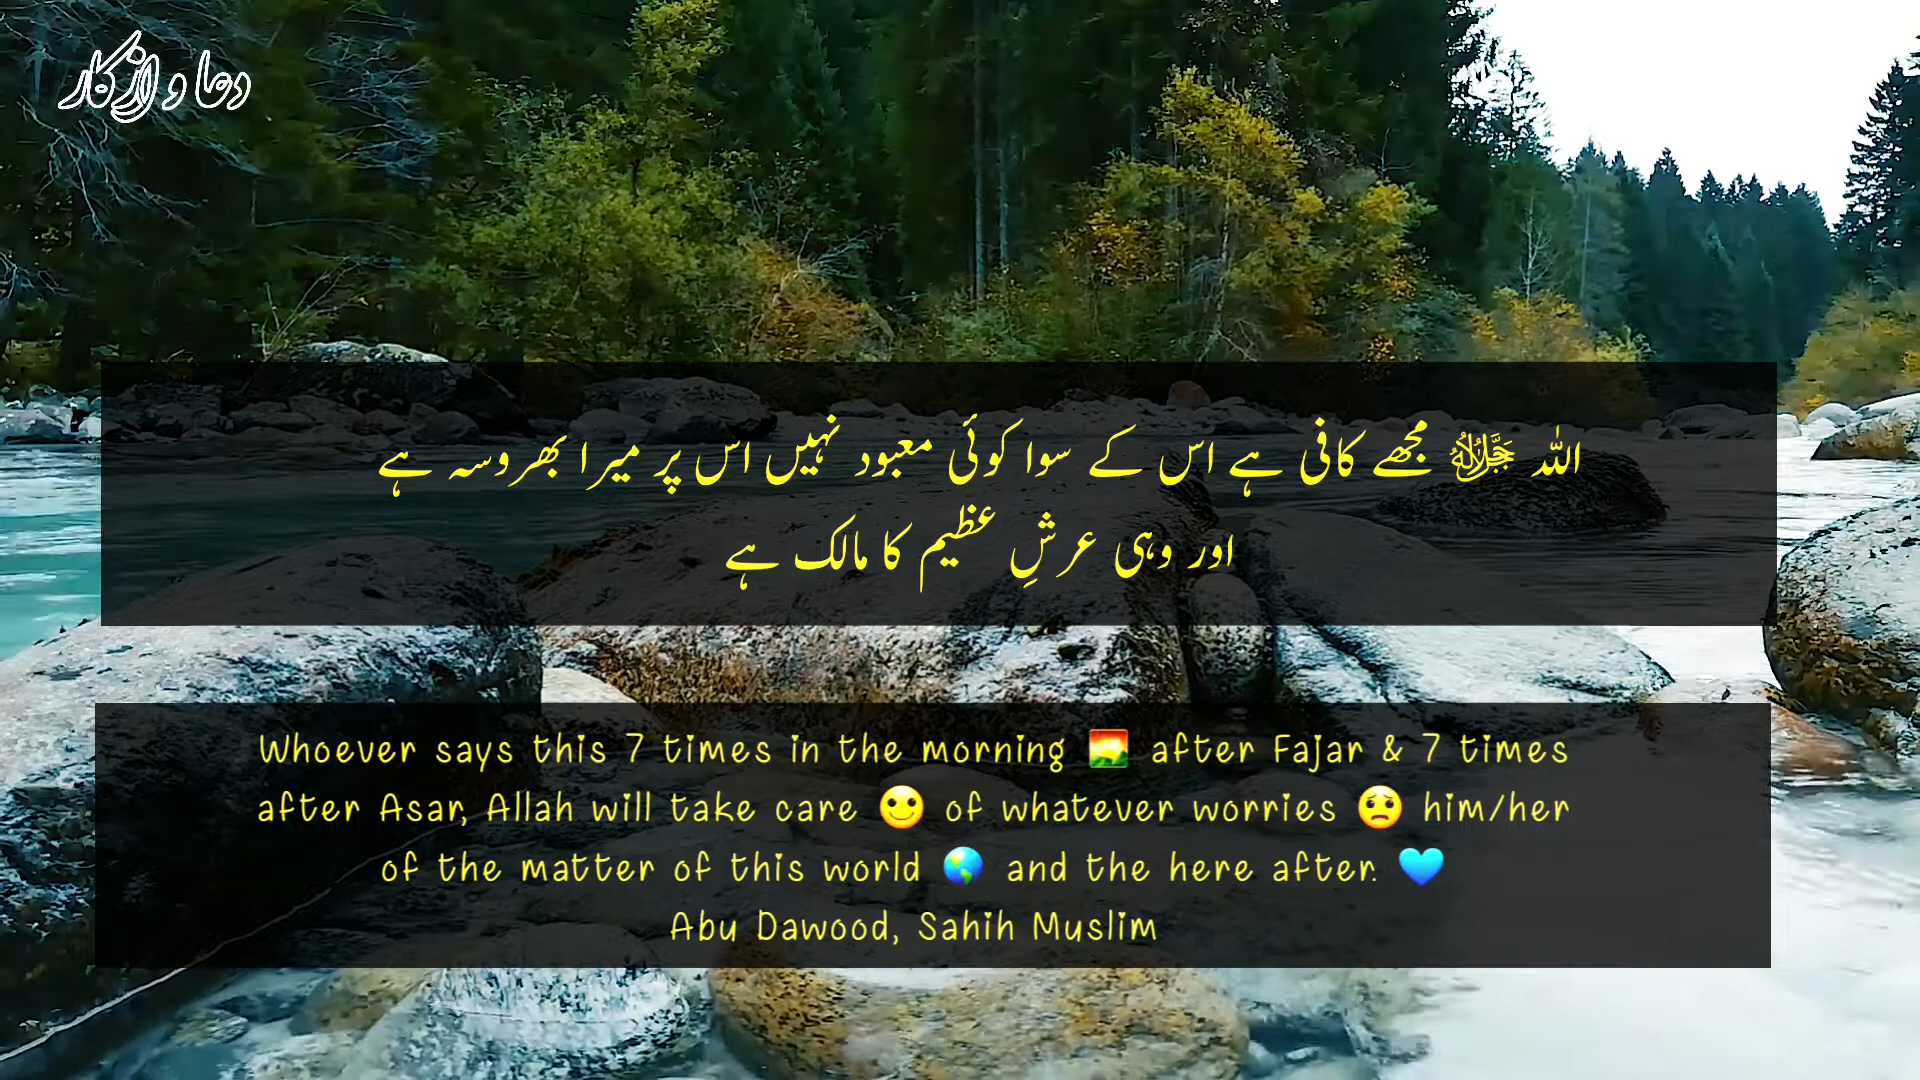 دعا و ازکار
اللہ ﷻ مجھے کافی ہے اس کے سوا کوئی معبود نہیں اس پر میرا بھروسہ ہے
اور وہی عرشِ عظیم کا مالک ہے
Whoever says this 7 times in the morning 🌄 after Fajar & 7 times
after Asar, Allah will take care 🙂 of whatever worries 😟 him/her
of the matter of this world 🌎 and the here after. 💙
Abu Dawood, Sahih Muslim